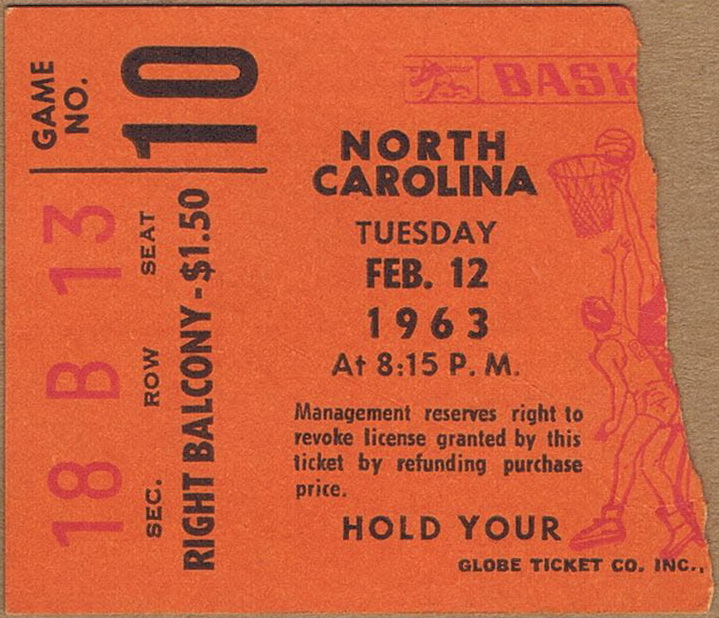 GAME
NO.
10
18 B 13
SEC. ROW SEAT
RIGHT BALCONY-$1.50
BASK
NORTH
CAROLINA
TUESDAY
FEB. 12
1963
At 8:15 P. M.
Management reserves right to
revoke license granted by this
ticket by refunding purchase
price.
HOLD YOUR
GLOBE TICKET CO. INC.,